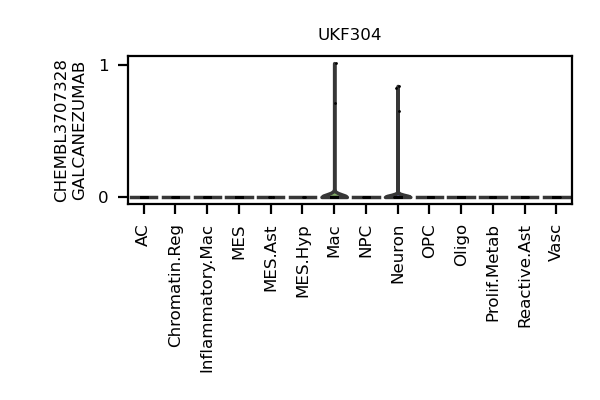 UKF304
CHEMBL3707328
GALCANEZUMAB
1
0
AC
Chromatin.Reg
Inflammatory.Mac
MES
MES.Ast
MES.Hyp
Mac
NPC
Neuron
OPC
Oligo
Prolif.Metab
Reactive.Ast
Vasc